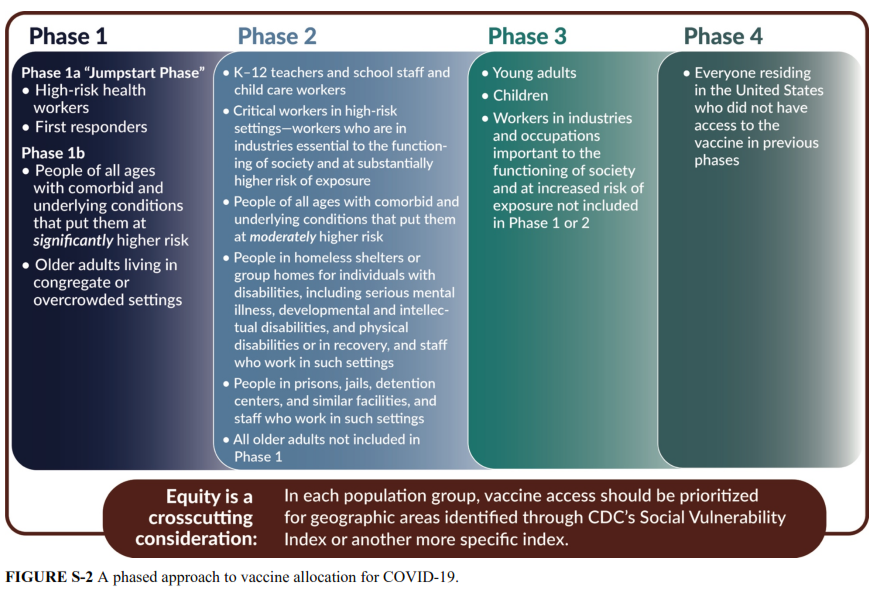 Phase 1
Phase 1a “Jumpstart Phase”
• High-risk health
workers
• First responders
Phase 1b
• People of all ages
with comorbid and
underlying conditions
that put them at
significantly higher risk
• Older adults living in
congregate or
overcrowded settings
Phase 2
• K–12 teachers and school staff and
child care workers
• Critical workers in high-risk
settings—workers who are in
industries essential to the function-
ing of society and at substantially
higher risk of exposure
• People of all ages with comorbid and
underlying conditions that put them
at moderately higher risk
• People in homeless shelters or
group homes for individuals with
disabilities, including serious mental
illness, developmental and intellec-
tual disabilities, and physical
disabilities or in recovery, and staff
who work in such settings
• People in prisons, jails, detention
centers, and similar facilities, and
staff who work in such settings
• All older adults not included in
Phase 1
Phase 3
• Young adults
• Children
• Workers in industries
and occupations
important to the
functioning of society
and at increased risk of
exposure not included
in Phase 1 or 2
Phase 4
• Everyone residing
in the United States
who did not have
access to the
vaccine in previous
phases
Equity is a
crosscutting
consideration:
In each population group, vaccine access should be prioritized
for geographic areas identified through CDC’s Social Vulnerability
Index or another more specific index.
FIGURE S-2 A phased approach to vaccine allocation for COVID-19.